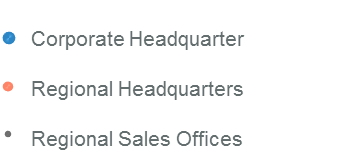 Corporate Headquarter
Regional Headquarters
Regional Sales Offices